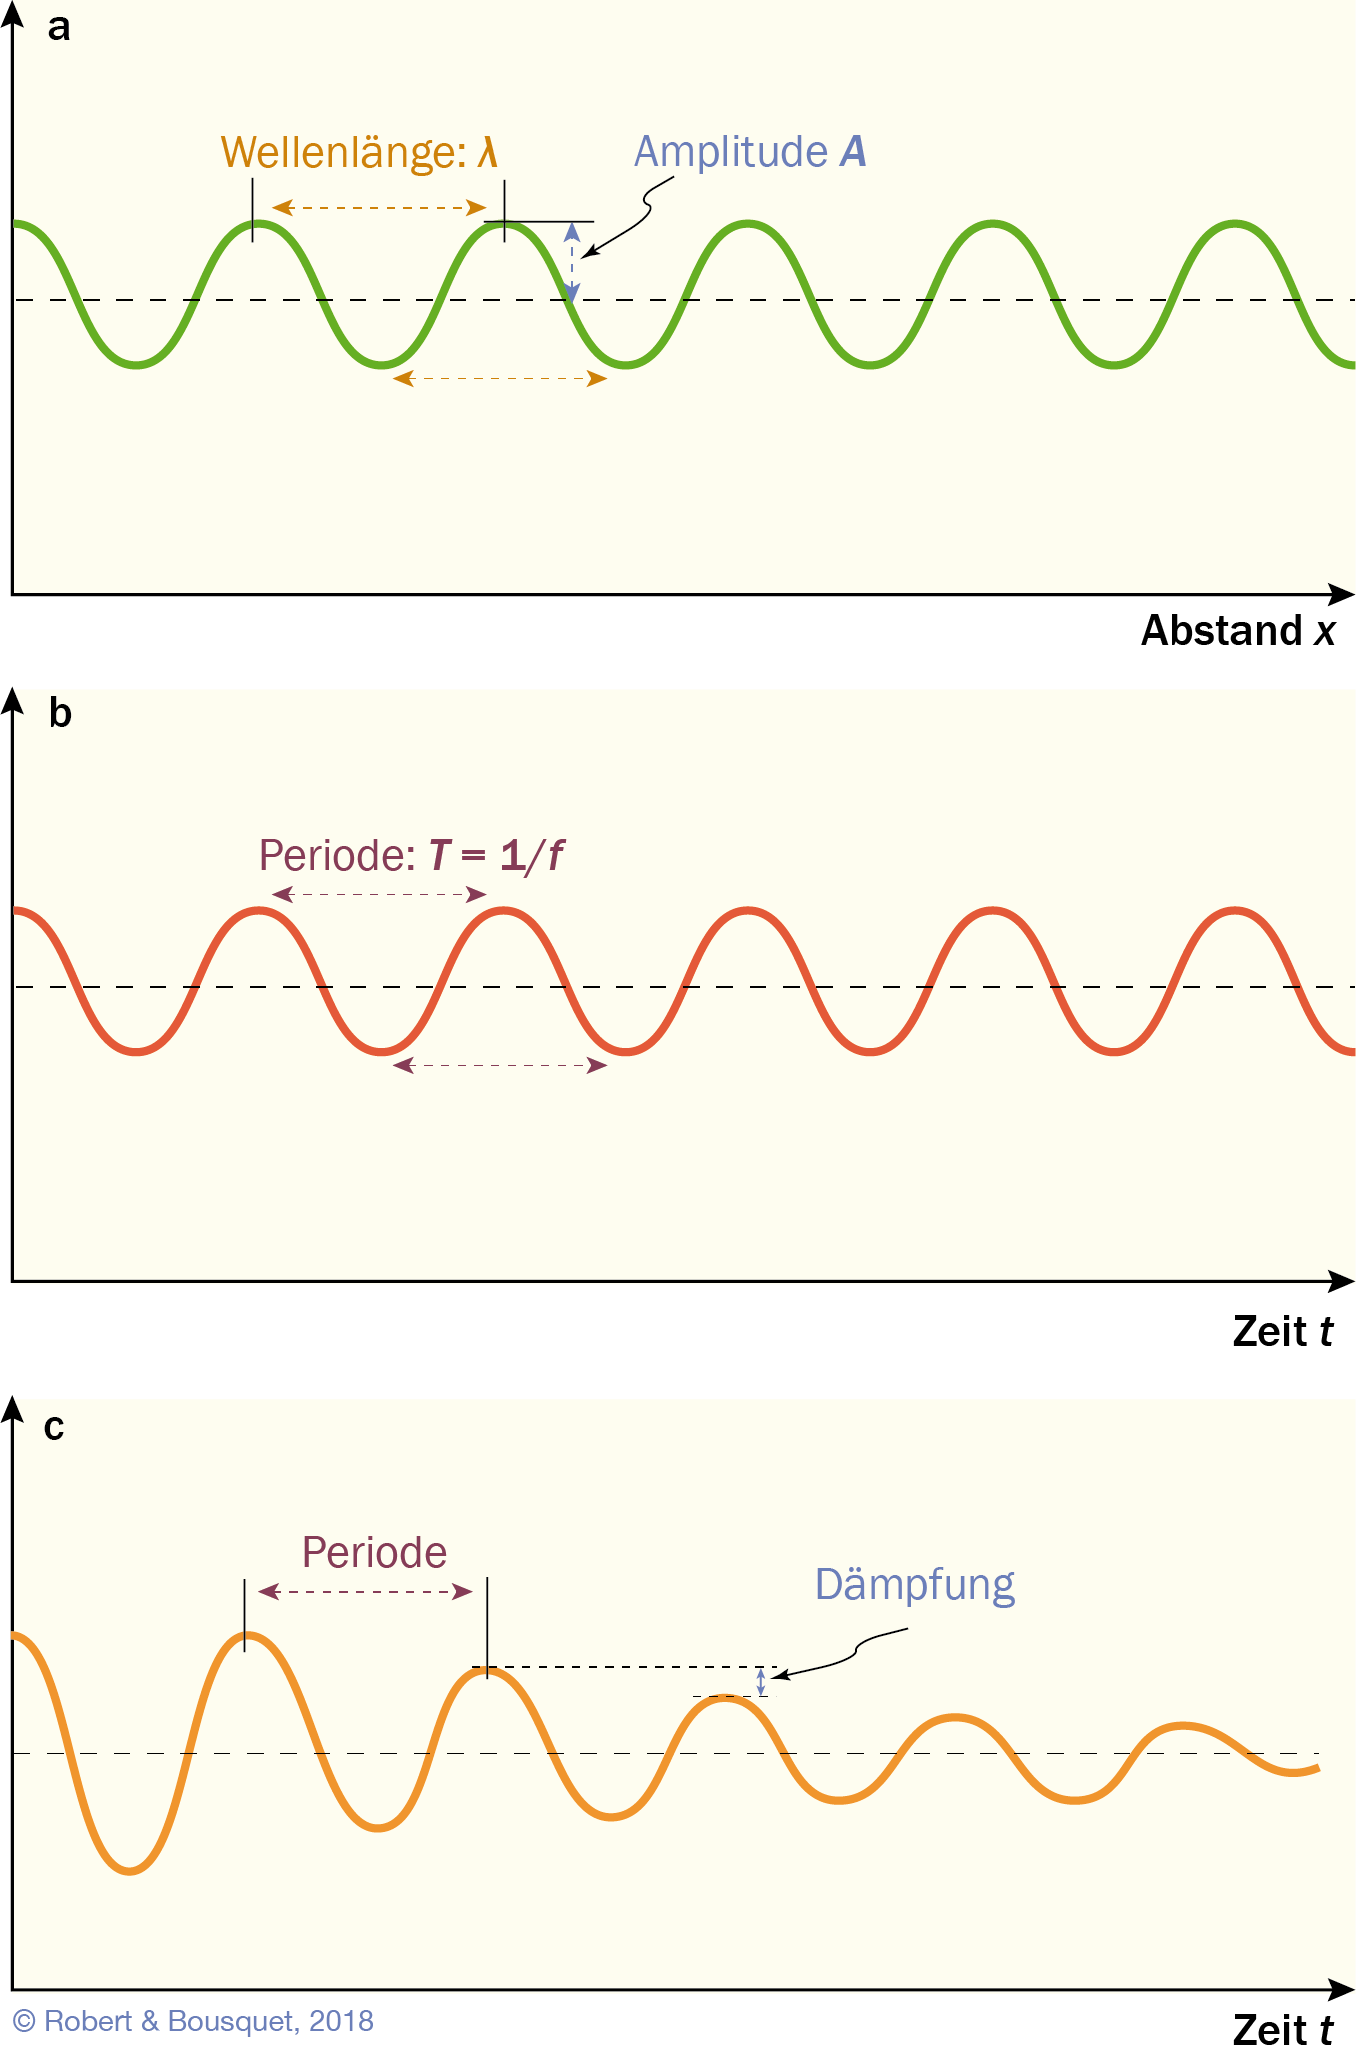 a
Wellenlänge: λ
Amplitude A
Abstand x
b
Periode: T = 1/f
Zeit t
c
Periode
Dämpfung
© Robert & Bousquet, 2018
Zeit t